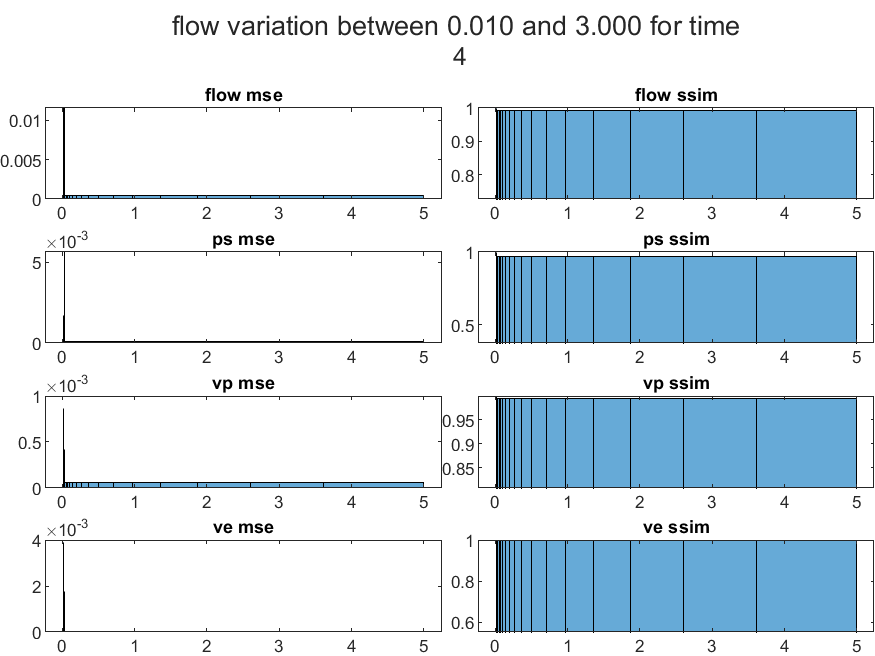 flow variation between 0.010 and 3.000 for time
4
flow mse
0.01
0.005
0
0 1 2 3 4 5
flow ssim
1
0.9
0.8
0 1 2 3 4 5
ps mse
×10-3
5
0
0 1 2 3 4 5
ps ssim
1
0.5
0 1 2 3 4 5
vp mse
×10-3
1
0.5
0
0 1 2 3 4 5
vp ssim
0.95
0.9
0.85
0 1 2 3 4 5
ve mse
×10-3
4
2
0
0 1 2 3 4 5
ve ssim
1
0.8
0.6
0 1 2 3 4 5